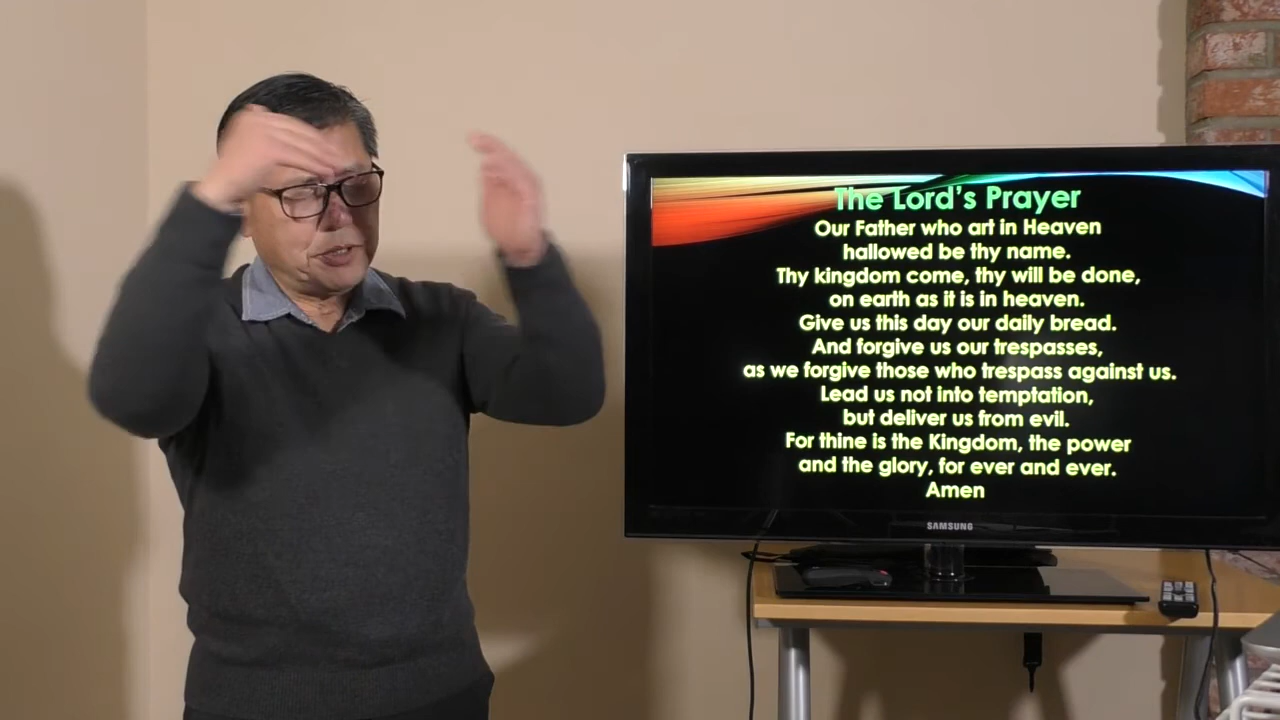 The Lord's Prayer
Our Father who art in Heaven
hallowed be thy name.
Thy kingdom come, thy will be done,
on earth as it is in heaven.
Give us this day our daily bread.
And forgive us our trespasses,
as we forgive those who trespass against us.
Lead us not into temptation,
but deliver us from evil.
For thine is the Kingdom, the power
and the glory, for ever and ever.
Amen
SAMSUNG